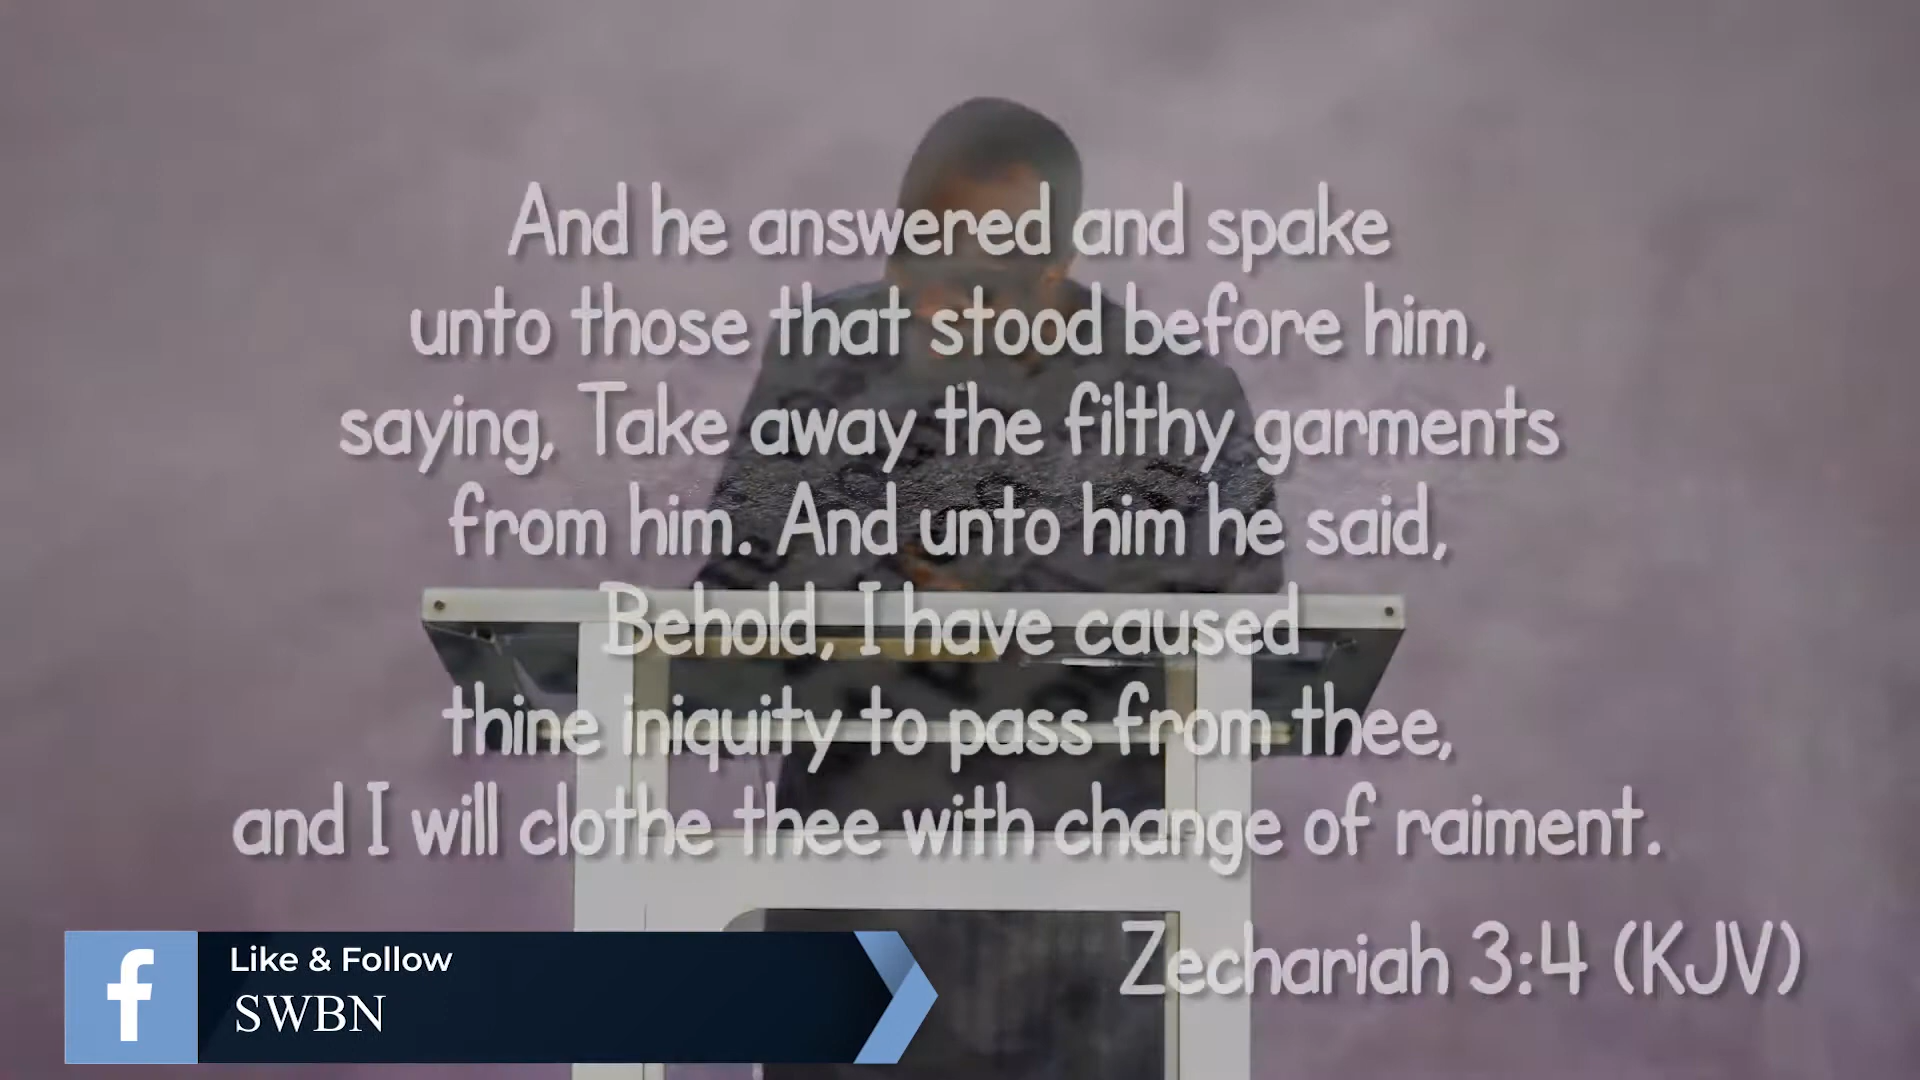 And he answered and spake
unto those that stood before him,
saying, Take away the filthy garments
from him. And unto him he said,
Behold, I have caused
thine iniquity to pass from thee,
and I will clothe thee with change of raiment.
Zechariah 3:4 (KJV)
Like & Follow
SWBN